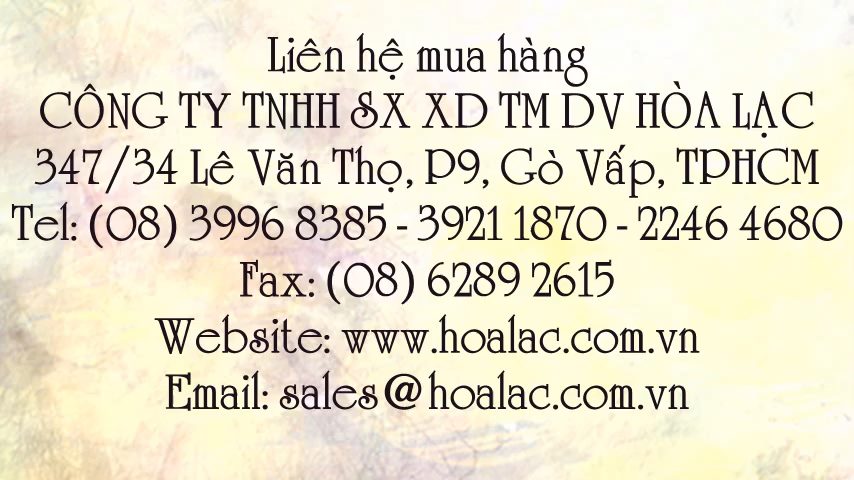 Liên hệ mua hàng
CÔNG TY TNHH SX XD TM DV HÒA LẠC
347/34 Lê Văn Thọ, P9, Gò Vấp, TPHCM
Tel: (08) 3996 8385 - 3921 1870 - 2246 4680
Fax: (08) 6289 2615
Website: www.hoalac.com.vn
Email: sales@hoalac.com.vn